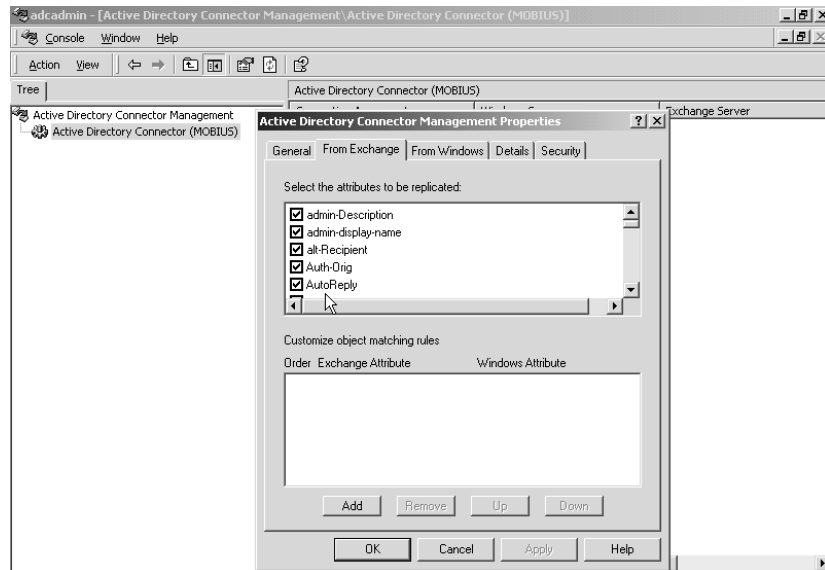 adcadmin - [Active Directory Connector Management\Active Directory Connector (MOBIUS)]
Console Window Help
Action View
Tree
Active Directory Connector (MOBIUS)
Active Directory Connector Management
Active Directory Connector (MOBIUS)
Exchange Server
Active Directory Connector Management Properties
General From Exchange From Windows Details Security
Select the attributes to be replicated:
admin-Description
admin-display-name
alt-Recipient
Auth-Orig
AutoReply
Customize object matching rules
Order Exchange Attribute Windows Attribute
Add Remove Up Down
OK Cancel Apply Help